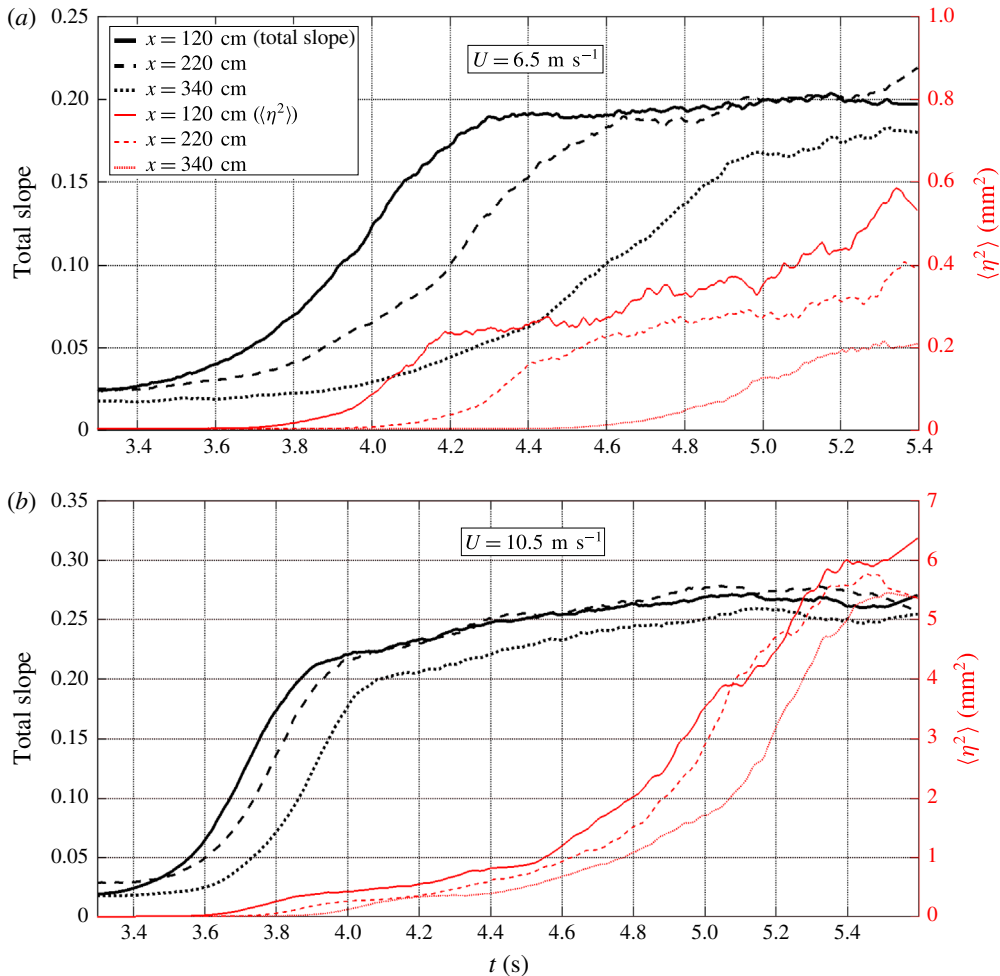 (a)
0.25
0.20
0.15
0.10
0.05
0
Total slope
x = 120 cm (total slope)
x = 220 cm
x = 340 cm
x = 120 cm (⟨η²⟩)
x = 220 cm
x = 340 cm
U = 6.5 m s⁻¹
1.0
0.8
0.6
0.4
0.2
0
⟨η²⟩ (mm²)
3.4 3.6 3.8 4.0 4.2 4.4 4.6 4.8 5.0 5.2 5.4
(b)
0.35
0.30
0.25
0.20
0.15
0.10
0.05
0
Total slope
U = 10.5 m s⁻¹
7
6
5
4
3
2
1
0
⟨η²⟩ (mm²)
3.4 3.6 3.8 4.0 4.2 4.4 4.6 4.8 5.0 5.2 5.4
t (s)